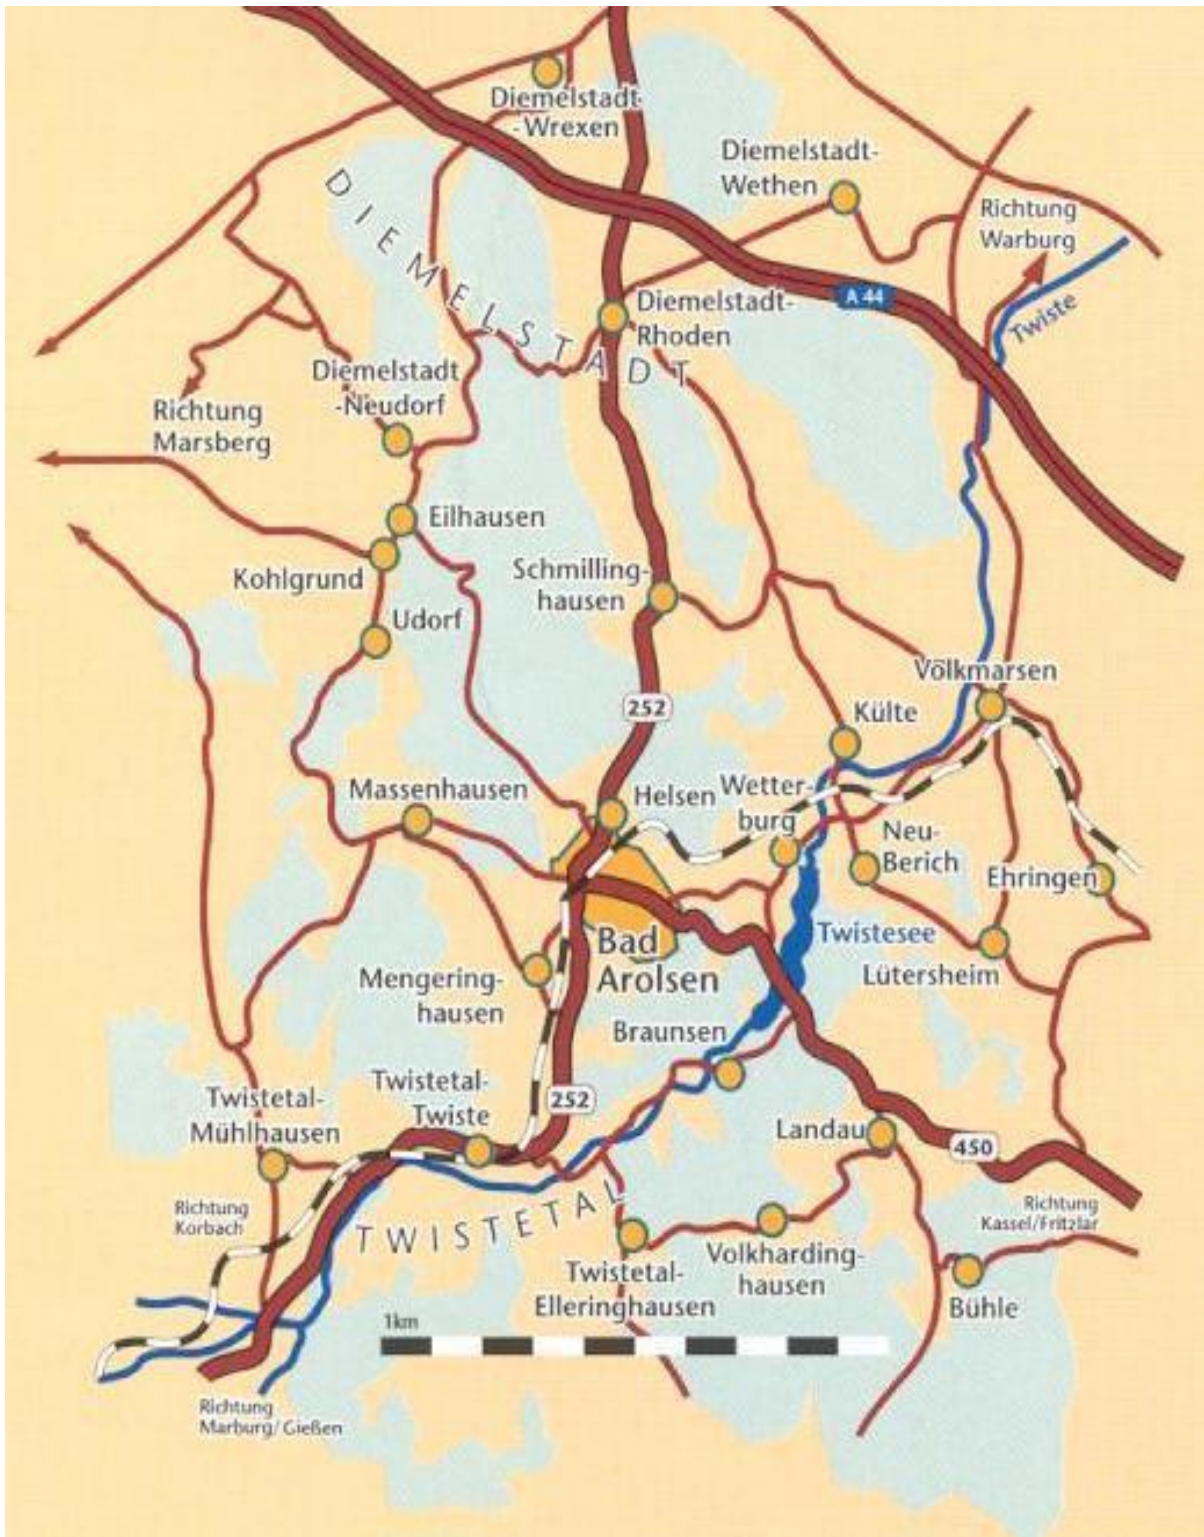 Diemelstadt
-Wrexen
Diemelstadt-
Wethen
Richtung
Warburg
DIEMELSTADT
A 44
Twiste
Diemelstadt-
Rhoden
Diemelstadt
-Neudorf
Richtung
Marsberg
Eilhausen
Kohlgrund
Schmilling-
hausen
Udorf
Völkmarsen
252
Külte
Massenhausen
Helsen
Wetter-
burg
Neu-
Berich
Ehringen
Bad
Arolsen
Twistesee
Lütersheim
Mengering-
hausen
Braunsen
Twistetal-
Twiste
252
Twistetal-
Mühlhausen
Landau
450
Richtung
Korbach
TWISTETAL
Richtung
Kassel/Fritzlar
Volkharding-
hausen
Twistetal-
Elleringhausen
Bühle
1km
Richtung
Marburg/Gießen